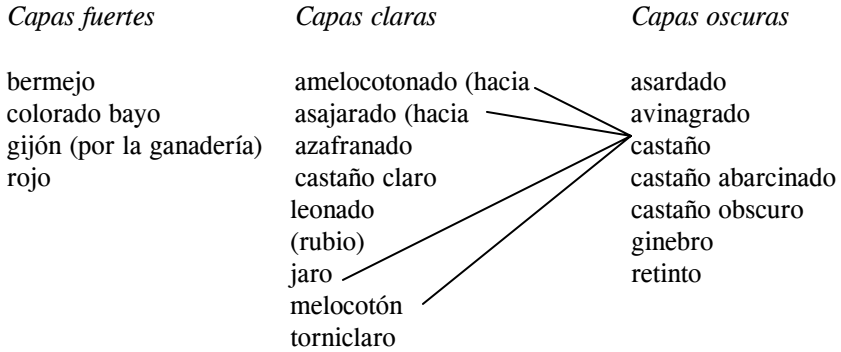 Capas fuertes Capas claras Capas oscuras
bermejo amelocotonado (hacia asardado
colorado bayo asajarado (hacia avinagrado
gijón (por la ganadería) azafranado castaño
rojo castaño claro castaño abarcinado
leonado castaño obscuro
(rubio) ginebro
jaro retinto
melocotón
torniclaro